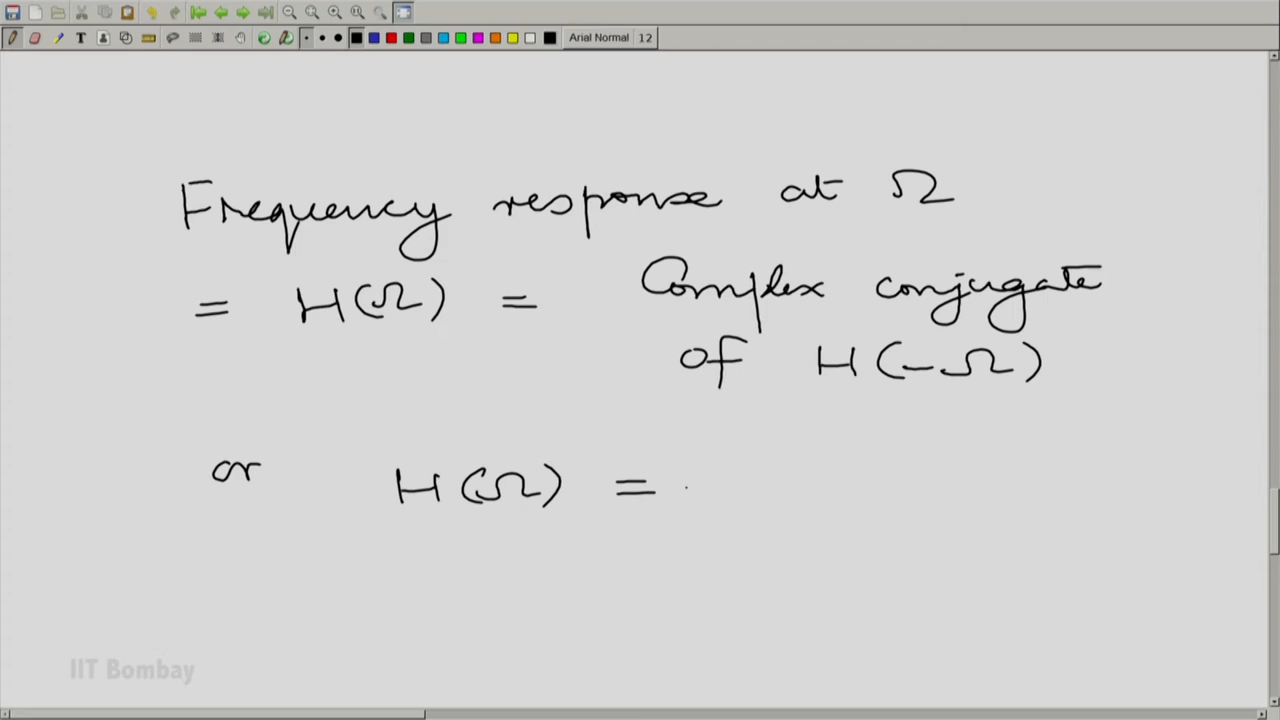 Arial Normal 12
Frequency response at Ω
= H(Ω) = Complex conjugate
of H(-Ω)
or H(Ω) =
IIT Bombay